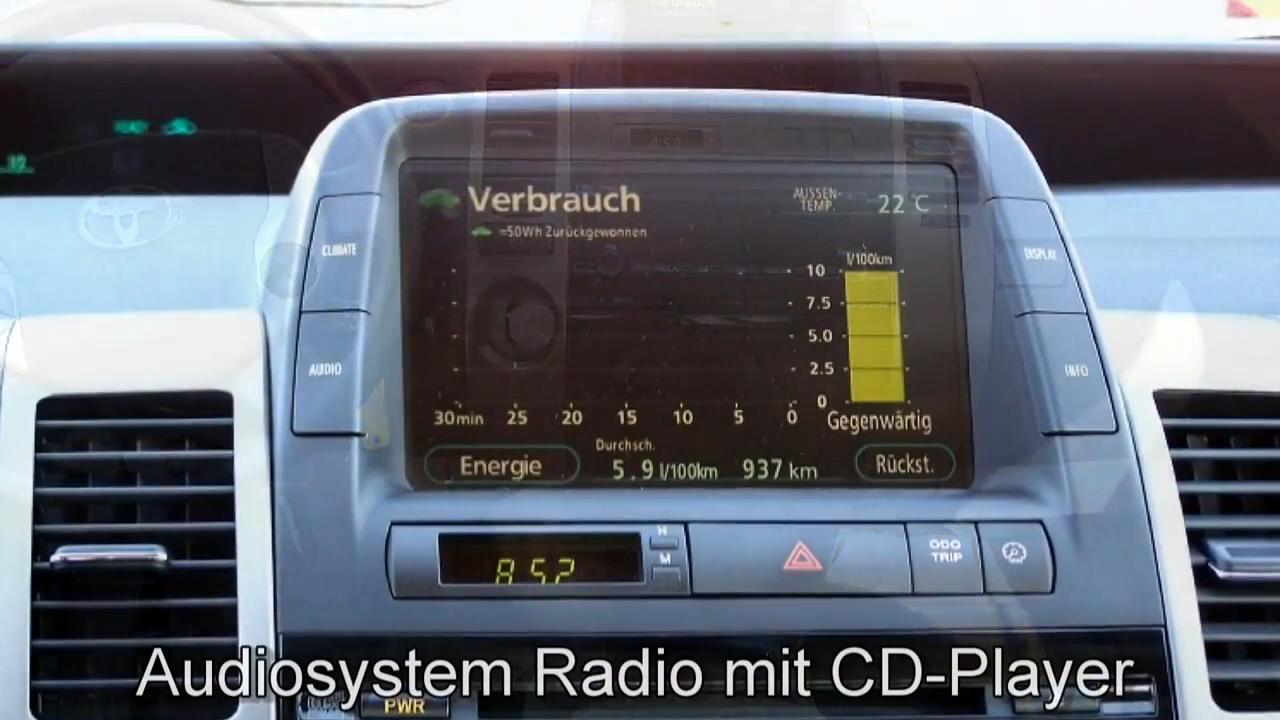 Verbrauch
AUSSEN-
TEMP.
22 °C
=50Wh Zurückgewonnen
CLIMATE
DISPLAY
l/100km
10
7.5
5.0
2.5
0
AUDIO
INFO
30min 25 20 15 10 5 0
Gegenwärtig
Durchsch.
Energie
5.9 l/100km 937 km
Rückst.
H
M
8 52
ODO
TRIP
Audiosystem Radio mit CD-Player
PWR